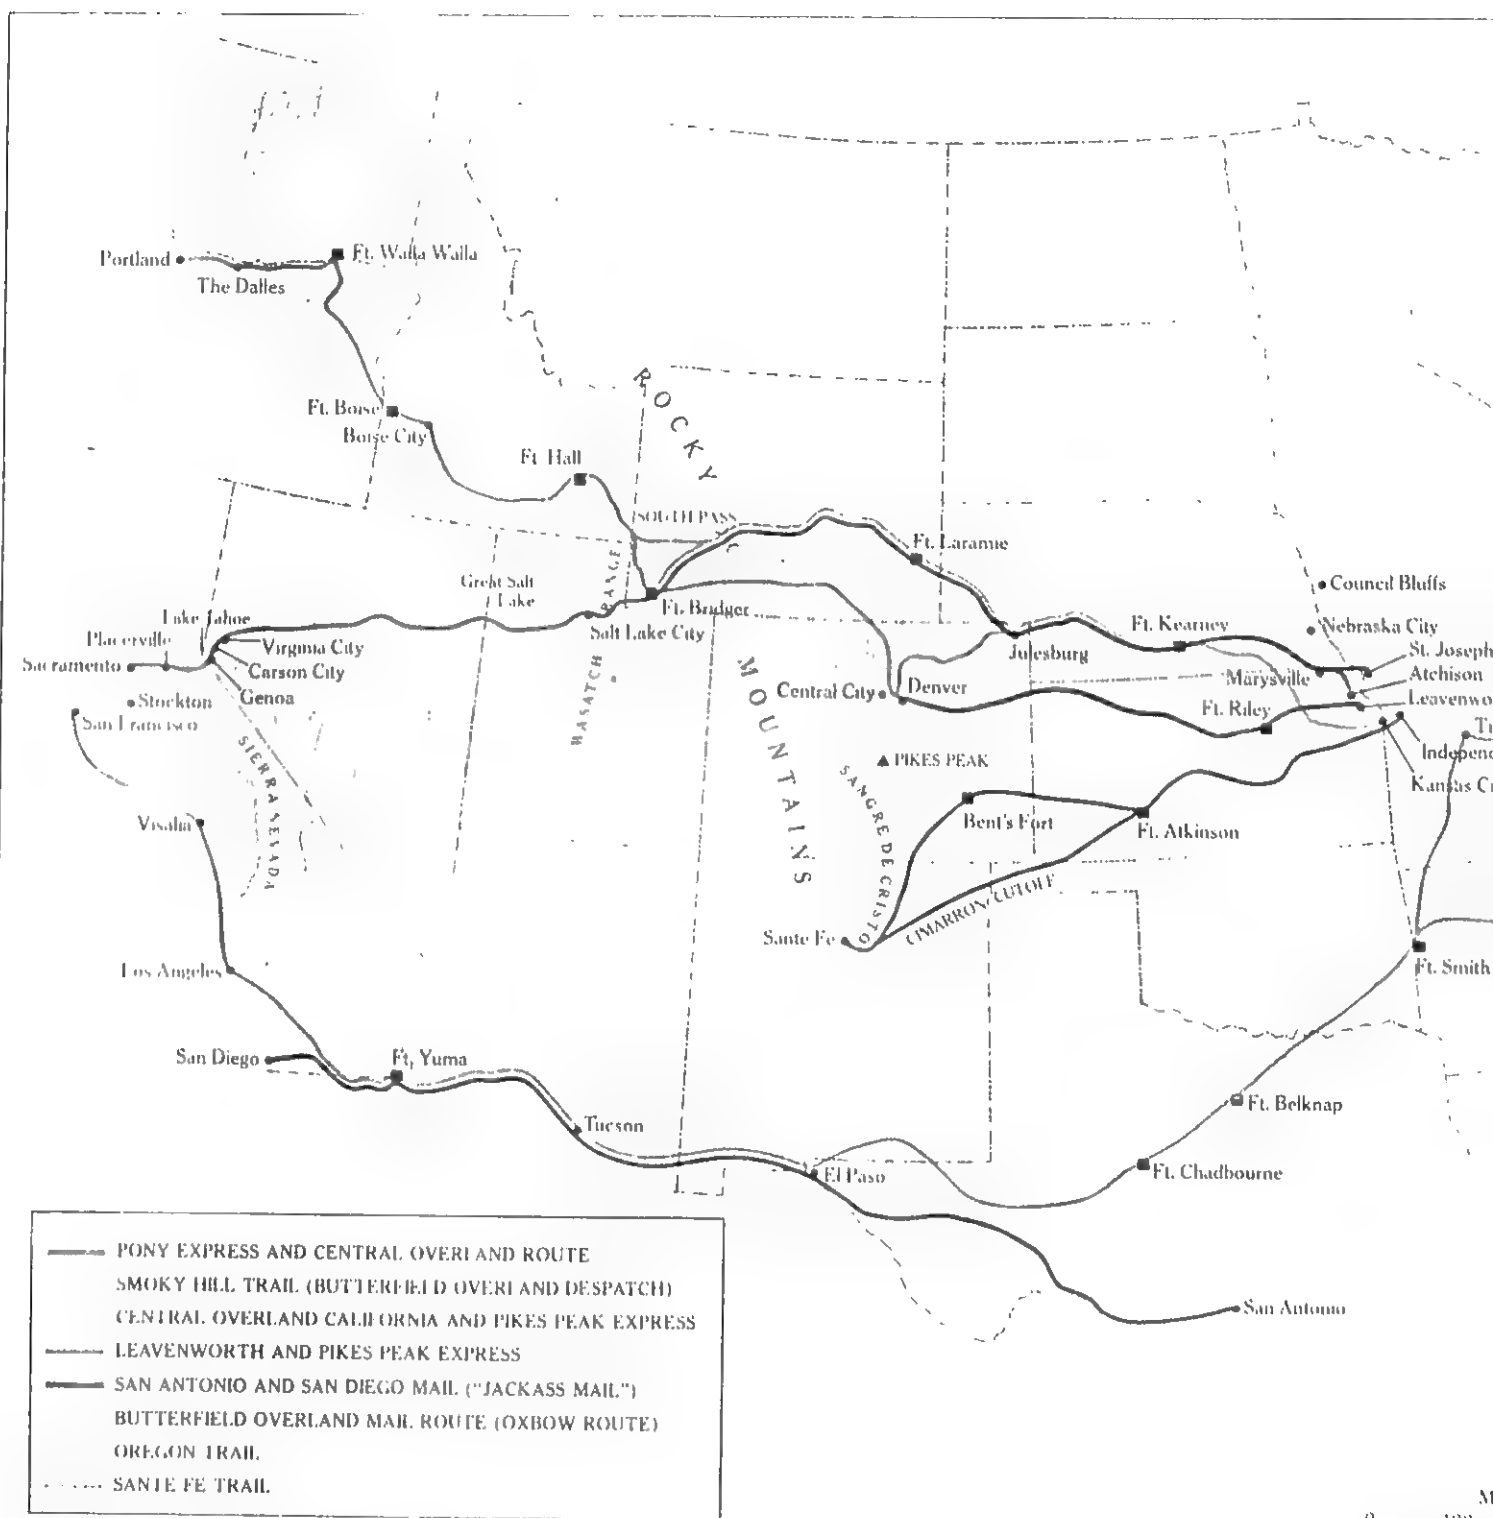 Portland
Ft. Walla Walla
The Dalles
ROCKY
Ft. Boise
Boise City
Ft. Hall
SOUTH PASS
Ft. Laramie
Great Salt
Lake
WASATCH RANGE
Ft. Bridger
Council Bluffs
Lake Tahoe
Placerville
Virginia City
Salt Lake City
Ft. Kearney
Nebraska City
Sacramento
Carson City
Julesburg
St. Joseph
MOUNTAINS
Marysville
Atchison
Genoa
Central City
Denver
Stockton
Ft. Riley
Leavenwo
San Francisco
SIERRA NEVADA
PIKES PEAK
Independ
SANGRE DE CRISTO
Kansas Ci
Visalia
Bent's Fort
Ft. Atkinson
CIMARRON CUTOFF
Sante Fe
Los Angeles
Ft. Smith
San Diego
Ft. Yuma
Ft. Belknap
Tucson
El Paso
Ft. Chadbourne
San Antonio
PONY EXPRESS AND CENTRAL OVERLAND ROUTE
SMOKY HILL TRAIL (BUTTERFIELD OVERLAND DESPATCH)
CENTRAL OVERLAND CALIFORNIA AND PIKES PEAK EXPRESS
LEAVENWORTH AND PIKES PEAK EXPRESS
SAN ANTONIO AND SAN DIEGO MAIL ("JACKASS MAIL")
BUTTERFIELD OVERLAND MAIL ROUTE (OXBOW ROUTE)
OREGON TRAIL
SANTE FE TRAIL